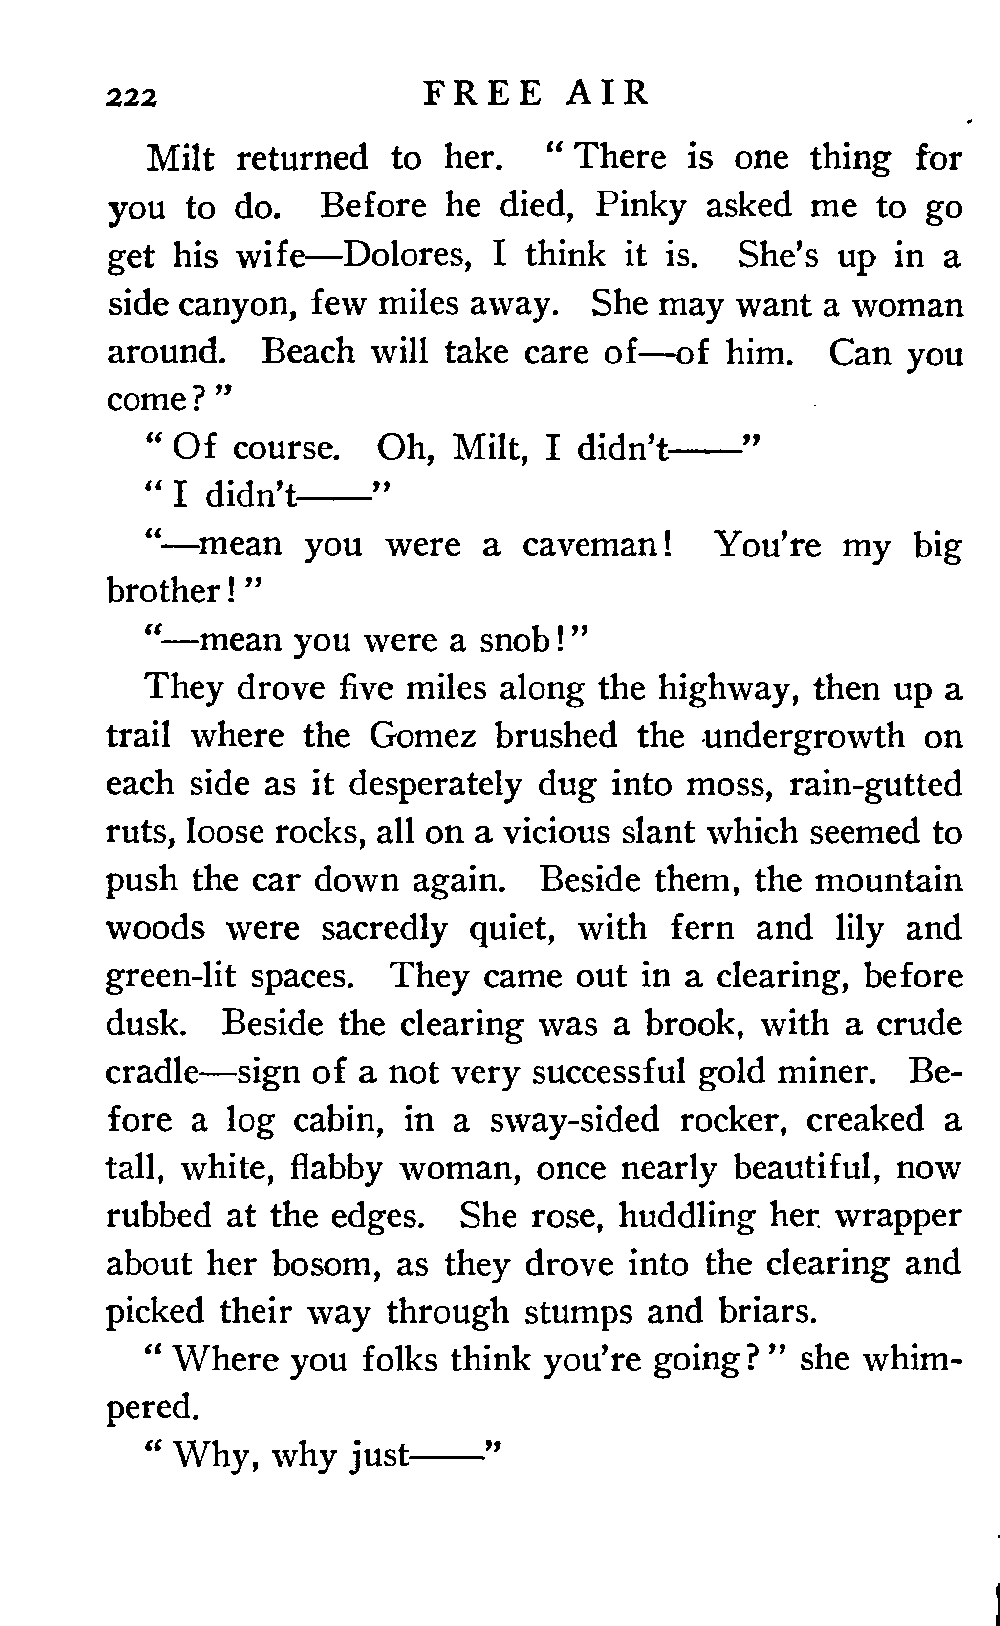 222 FREE AIR
Milt returned to her. “ There is one thing for
you to do. Before he died, Pinky asked me to go
get his wife—Dolores, I think it is. She’s up in a
side canyon, few miles away. She may want a woman
around. Beach will take care of—of him. Can you
come? ”
“ Of course. Oh, Milt, I didn’t——”
“ I didn’t——”
“—mean you were a caveman! You’re my big
brother! ”
“—mean you were a snob!”
They drove five miles along the highway, then up a
trail where the Gomez brushed the undergrowth on
each side as it desperately dug into moss, rain-gutted
ruts, loose rocks, all on a vicious slant which seemed to
push the car down again. Beside them, the mountain
woods were sacredly quiet, with fern and lily and
green-lit spaces. They came out in a clearing, before
dusk. Beside the clearing was a brook, with a crude
cradle—sign of a not very successful gold miner. Be-
fore a log cabin, in a sway-sided rocker, creaked a
tall, white, flabby woman, once nearly beautiful, now
rubbed at the edges. She rose, huddling her wrapper
about her bosom, as they drove into the clearing and
picked their way through stumps and briars.
“ Where you folks think you’re going? ” she whim-
pered.
“ Why, why just——”